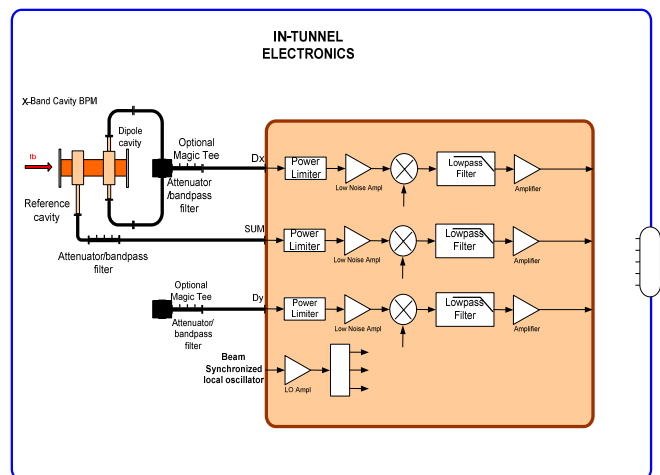 IN-TUNNEL
ELECTRONICS
X-Band Cavity BPMI
Dipole
cavity
Optional
Magic Tee
Dx
Ib
Attenuator
/bandpass
filter
Reference
cavity
SUM
Attenuator/bandpass
filter
Power
Limiter
Low Noise Ampl
Lowpass
Filter
Amplifier
Power
Limiter
Low Noise Ampl
Lowpass
Filter
Amplifier
Optional
Magic Tee
Dy
Attenuator/
bandpass
filter
Power
Limiter
Low Noise Ampl
Lowpass
Filter
Amplifier
Beam
Synchronized
local oscillator
LO Ampl